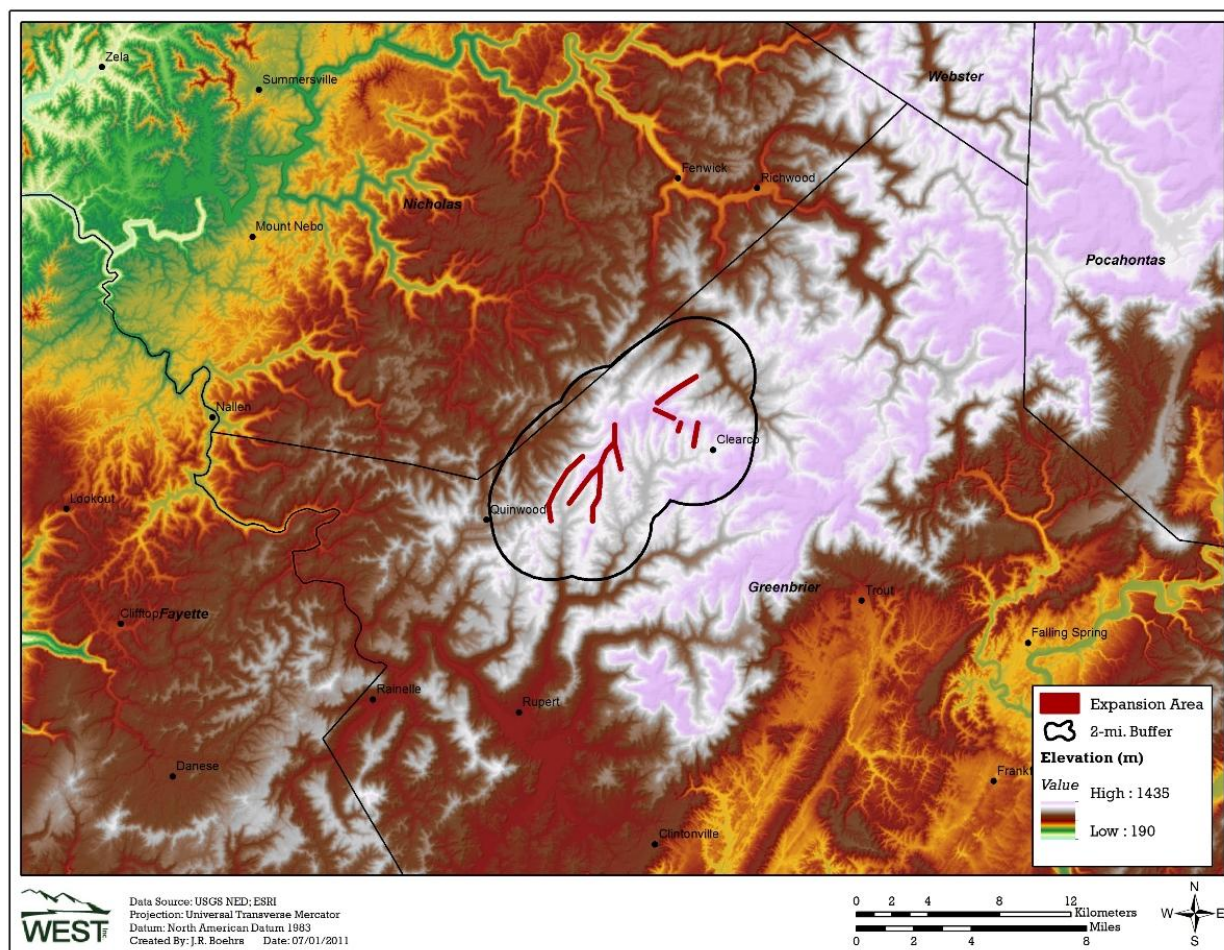 Zela
Summersville
Webster
Fenwick
Richwood
Nicholas
Mount Nebo
Pocahontas
Nallen
Clearco
Lookout
Quinwood
Greenbrier
Trout
Clifftop
Fayette
Falling Spring
Rainelle
Rupert
Danese
Clintonville
Expansion Area
2-mi. Buffer
Elevation (m)
Value
High : 1435
Low : 190
WEST Inc.
Data Source: USGS NED; ESRI
Projection: Universal Transverse Mercator
Datum: North American Datum 1983
Created By: J.R. Boehrs Date: 07/01/2011
0 2 4 8 12
Kilometers
Miles
0 2 4 8
N
W E
S